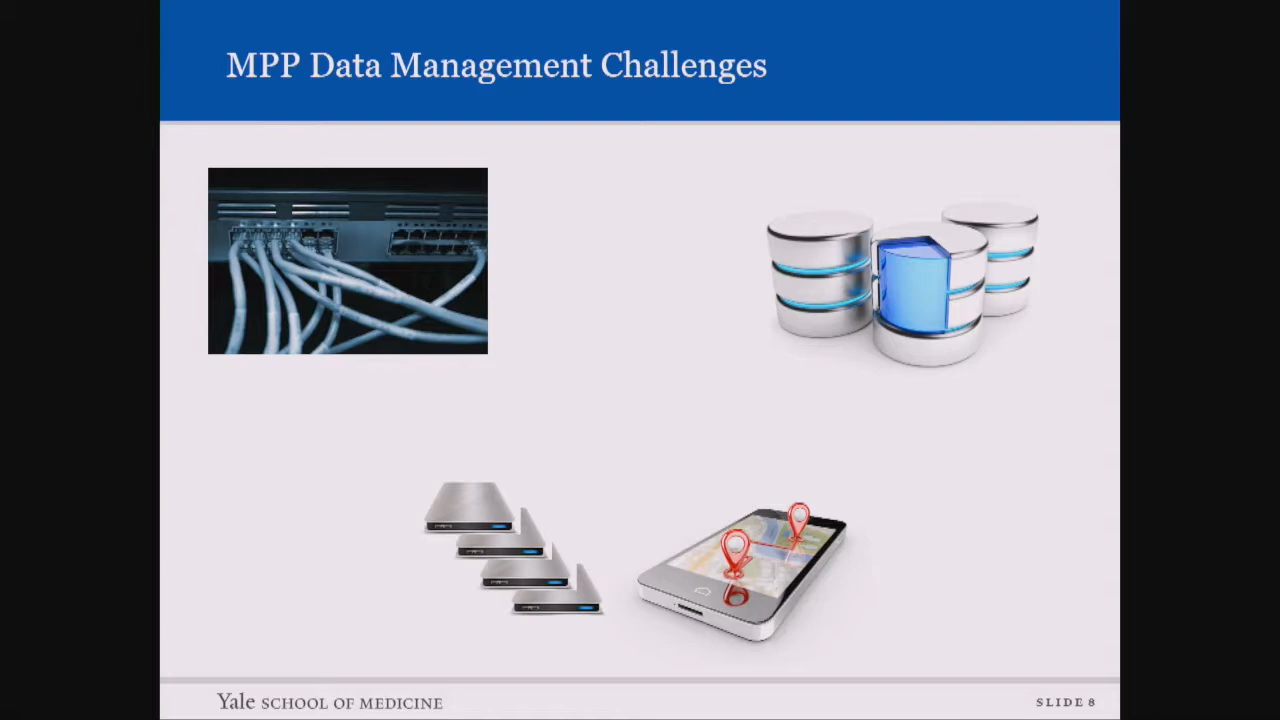 MPP Data Management Challenges
Yale SCHOOL OF MEDICINE
SLIDE 8